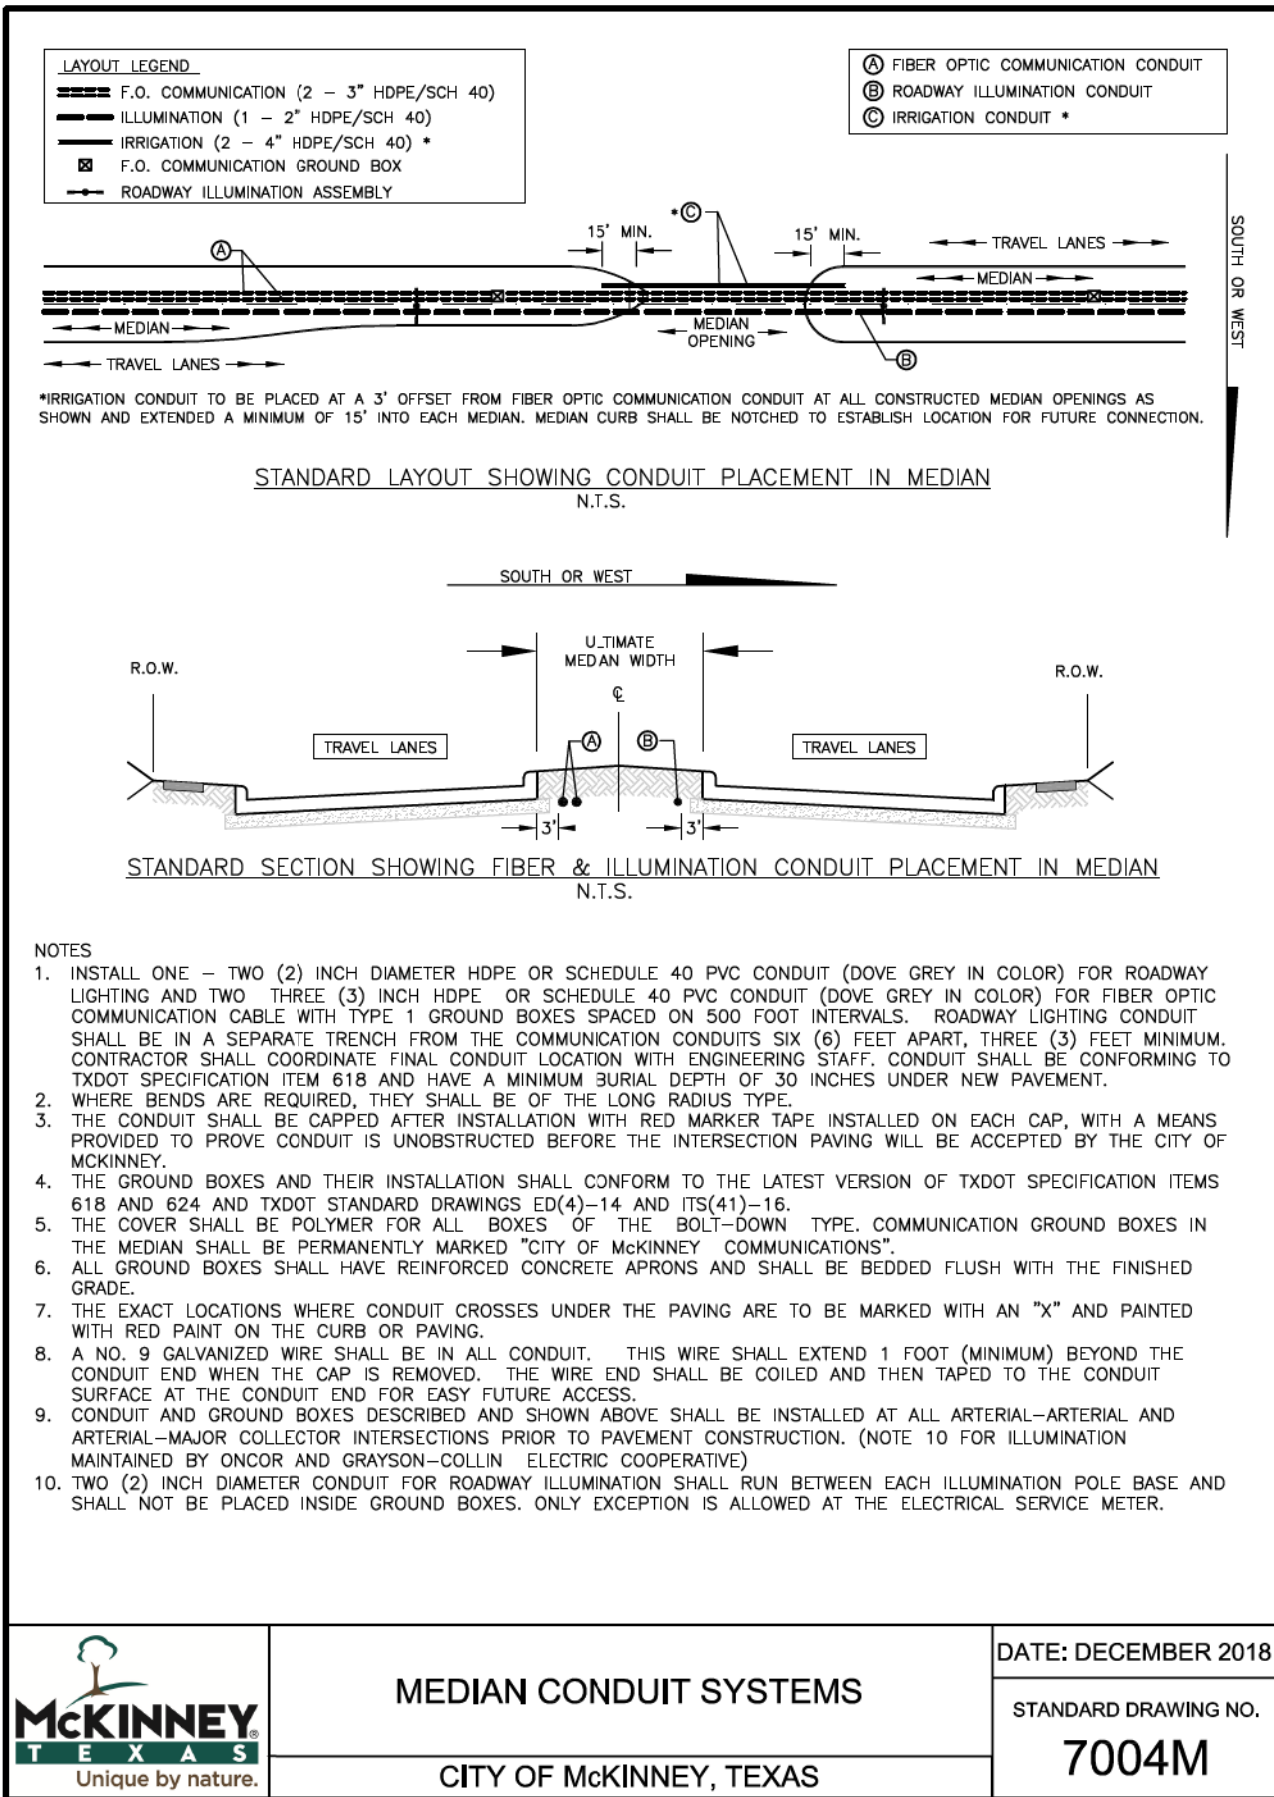 LAYOUT LEGEND
F.O. COMMUNICATION (2 – 3" HDPE/SCH 40)
ILLUMINATION (1 – 2" HDPE/SCH 40)
IRRIGATION (2 – 4" HDPE/SCH 40) *
F.O. COMMUNICATION GROUND BOX
ROADWAY ILLUMINATION ASSEMBLY
Ⓐ FIBER OPTIC COMMUNICATION CONDUIT
Ⓑ ROADWAY ILLUMINATION CONDUIT
Ⓒ IRRIGATION CONDUIT *
SOUTH OR WEST
*Ⓒ
15' MIN.
15' MIN.
TRAVEL LANES
Ⓐ
MEDIAN
MEDIAN
MEDIAN
OPENING
Ⓑ
TRAVEL LANES
*IRRIGATION CONDUIT TO BE PLACED AT A 3' OFFSET FROM FIBER OPTIC COMMUNICATION CONDUIT AT ALL CONSTRUCTED MEDIAN OPENINGS AS
SHOWN AND EXTENDED A MINIMUM OF 15' INTO EACH MEDIAN. MEDIAN CURB SHALL BE NOTCHED TO ESTABLISH LOCATION FOR FUTURE CONNECTION.
STANDARD LAYOUT SHOWING CONDUIT PLACEMENT IN MEDIAN
N.T.S.
SOUTH OR WEST
U_TIMATE
MEDAN WIDTH
R.O.W.
R.O.W.
℄
TRAVEL LANES
Ⓐ
Ⓑ
TRAVEL LANES
3'
3'
STANDARD SECTION SHOWING FIBER & ILLUMINATION CONDUIT PLACEMENT IN MEDIAN
N.T.S.
NOTES
1. INSTALL ONE – TWO (2) INCH DIAMETER HDPE OR SCHEDULE 40 PVC CONDUIT (DOVE GREY IN COLOR) FOR ROADWAY
LIGHTING AND TWO THREE (3) INCH HDPE OR SCHEDULE 40 PVC CONDUIT (DOVE GREY IN COLOR) FOR FIBER OPTIC
COMMUNICATION CABLE WITH TYPE 1 GROUND BOXES SPACED ON 500 FOOT INTERVALS. ROADWAY LIGHTING CONDUIT
SHALL BE IN A SEPARATE TRENCH FROM THE COMMUNICATION CONDUITS SIX (6) FEET APART, THREE (3) FEET MINIMUM.
CONTRACTOR SHALL COORDINATE FINAL CONDUIT LOCATION WITH ENGINEERING STAFF. CONDUIT SHALL BE CONFORMING TO
TXDOT SPECIFICATION ITEM 618 AND HAVE A MINIMUM BURIAL DEPTH OF 30 INCHES UNDER NEW PAVEMENT.
2. WHERE BENDS ARE REQUIRED, THEY SHALL BE OF THE LONG RADIUS TYPE.
3. THE CONDUIT SHALL BE CAPPED AFTER INSTALLATION WITH RED MARKER TAPE INSTALLED ON EACH CAP, WITH A MEANS
PROVIDED TO PROVE CONDUIT IS UNOBSTRUCTED BEFORE THE INTERSECTION PAVING WILL BE ACCEPTED BY THE CITY OF
MCKINNEY.
4. THE GROUND BOXES AND THEIR INSTALLATION SHALL CONFORM TO THE LATEST VERSION OF TXDOT SPECIFICATION ITEMS
618 AND 624 AND TXDOT STANDARD DRAWINGS ED(4)–14 AND ITS(41)–16.
5. THE COVER SHALL BE POLYMER FOR ALL BOXES OF THE BOLT–DOWN TYPE. COMMUNICATION GROUND BOXES IN
THE MEDIAN SHALL BE PERMANENTLY MARKED "CITY OF McKINNEY COMMUNICATIONS".
6. ALL GROUND BOXES SHALL HAVE REINFORCED CONCRETE APRONS AND SHALL BE BEDDED FLUSH WITH THE FINISHED
GRADE.
7. THE EXACT LOCATIONS WHERE CONDUIT CROSSES UNDER THE PAVING ARE TO BE MARKED WITH AN "X" AND PAINTED
WITH RED PAINT ON THE CURB OR PAVING.
8. A NO. 9 GALVANIZED WIRE SHALL BE IN ALL CONDUIT. THIS WIRE SHALL EXTEND 1 FOOT (MINIMUM) BEYOND THE
CONDUIT END WHEN THE CAP IS REMOVED. THE WIRE END SHALL BE COILED AND THEN TAPED TO THE CONDUIT
SURFACE AT THE CONDUIT END FOR EASY FUTURE ACCESS.
9. CONDUIT AND GROUND BOXES DESCRIBED AND SHOWN ABOVE SHALL BE INSTALLED AT ALL ARTERIAL–ARTERIAL AND
ARTERIAL–MAJOR COLLECTOR INTERSECTIONS PRIOR TO PAVEMENT CONSTRUCTION. (NOTE 10 FOR ILLUMINATION
MAINTAINED BY ONCOR AND GRAYSON–COLLIN ELECTRIC COOPERATIVE)
10. TWO (2) INCH DIAMETER CONDUIT FOR ROADWAY ILLUMINATION SHALL RUN BETWEEN EACH ILLUMINATION POLE BASE AND
SHALL NOT BE PLACED INSIDE GROUND BOXES. ONLY EXCEPTION IS ALLOWED AT THE ELECTRICAL SERVICE METER.
McKINNEY®
TEXAS
Unique by nature.
MEDIAN CONDUIT SYSTEMS
CITY OF McKINNEY, TEXAS
DATE: DECEMBER 2018
STANDARD DRAWING NO.
7004M